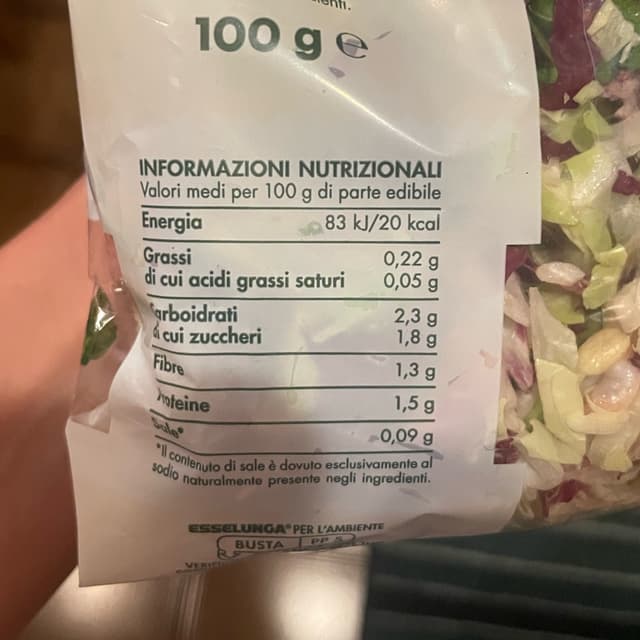 100 g e
INFORMAZIONI NUTRIZIONALI
Valori medi per 100 g di parte edibile
Energia 83 kJ/20 kcal
Grassi 0,22 g
di cui acidi grassi saturi 0,05 g
Carboidrati 2,3 g
di cui zuccheri 1,8 g
Fibre 1,3 g
Proteine 1,5 g
Sale* 0,09 g
*Il contenuto di sale è dovuto esclusivamente al
sodio naturalmente presente negli ingredienti.
ESSELUNGA® PER L'AMBIENTE
BUSTA PP 5